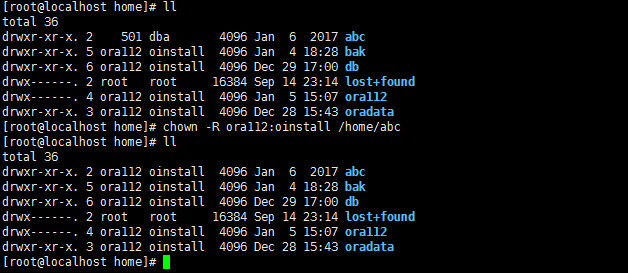 [root@localhost home]# ll
total 36
drwxr-xr-x. 2    501 dba       4096 Jan  6  2017 abc
drwxr-xr-x. 5 ora112 oinstall  4096 Jan  4 18:28 bak
drwxr-xr-x. 6 ora112 oinstall  4096 Dec 29 17:00 db
drwx------. 2 root   root     16384 Sep 14 23:14 lost+found
drwx------. 4 ora112 oinstall  4096 Jan  5 15:07 ora112
drwxr-xr-x. 3 ora112 oinstall  4096 Dec 28 15:43 oradata
[root@localhost home]# chown -R ora112:oinstall /home/abc
[root@localhost home]# ll
total 36
drwxr-xr-x. 2 ora112 oinstall  4096 Jan  6  2017 abc
drwxr-xr-x. 5 ora112 oinstall  4096 Jan  4 18:28 bak
drwxr-xr-x. 6 ora112 oinstall  4096 Dec 29 17:00 db
drwx------. 2 root   root     16384 Sep 14 23:14 lost+found
drwx------. 4 ora112 oinstall  4096 Jan  5 15:07 ora112
drwxr-xr-x. 3 ora112 oinstall  4096 Dec 28 15:43 oradata
[root@localhost home]#